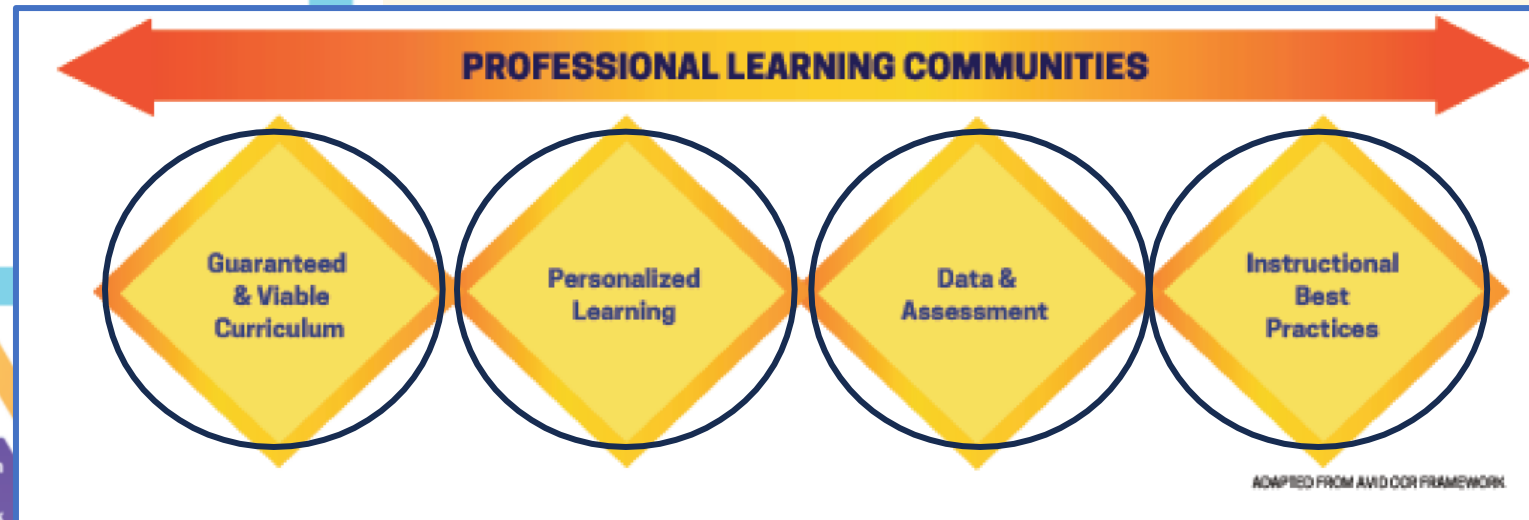 PROFESSIONAL LEARNING COMMUNITIES
Guaranteed
& Viable
Curriculum
Personalized
Learning
Data &
Assessment
Instructional
Best
Practices
ADAPTED FROM AVID CCR FRAMEWORK